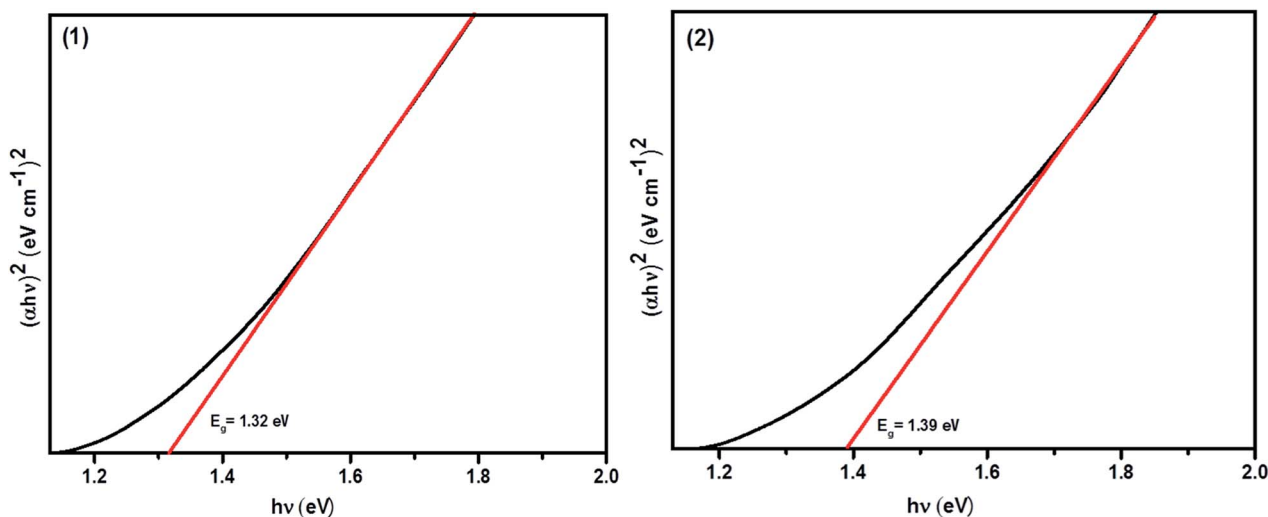 (1)
(αhν)² (eV cm⁻¹)²
E_g= 1.32 eV
1.2 1.4 1.6 1.8 2.0
hν (eV)
(2)
(αhν)² (eV cm⁻¹)²
E_g= 1.39 eV
1.2 1.4 1.6 1.8 2.0
hν (eV)